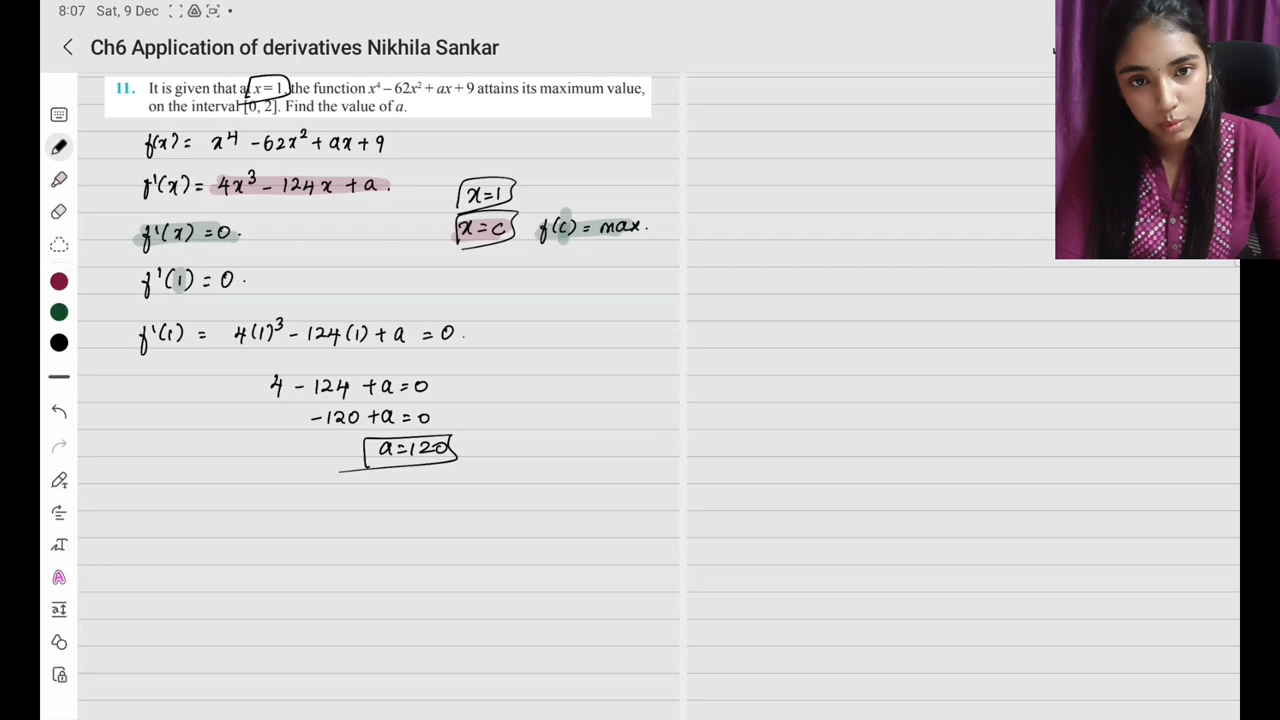 8:07 Sat, 9 Dec
Ch6 Application of derivatives Nikhila Sankar
11. It is given that at x = 1, the function x⁴ – 62x² + ax + 9 attains its maximum value,
on the interval [0, 2]. Find the value of a.
f(x) = x⁴ - 62x² + ax + 9
f'(x) = 4x³ - 124x + a.
x=1
x=c f(c) = max.
f'(x) = 0.
f'(1) = 0.
f'(1) = 4(1)³ - 124(1) + a = 0.
4 - 124 + a = 0
-120 + a = 0
a = 120